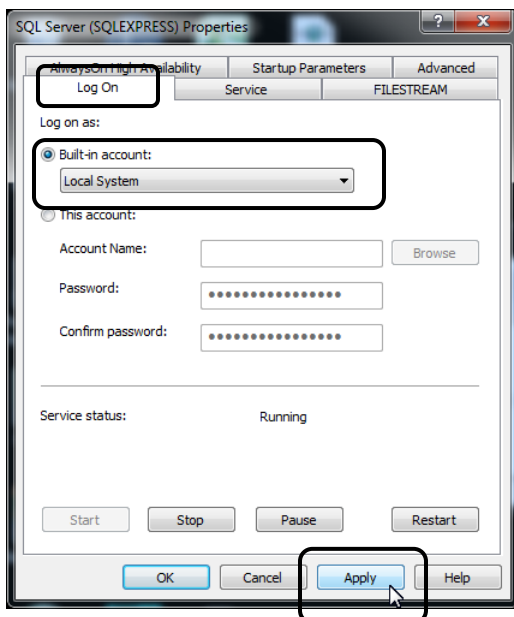 SQL Server (SQLEXPRESS) Properties
AlwaysOn High Availability Startup Parameters Advanced
Log On Service FILESTREAM
Log on as:
Built-in account:
Local System
This account:
Account Name: Browse
Password: ●●●●●●●●●●●●●●●●
Confirm password: ●●●●●●●●●●●●●●●●
Service status: Running
Start Stop Pause Restart
OK Cancel Apply Help